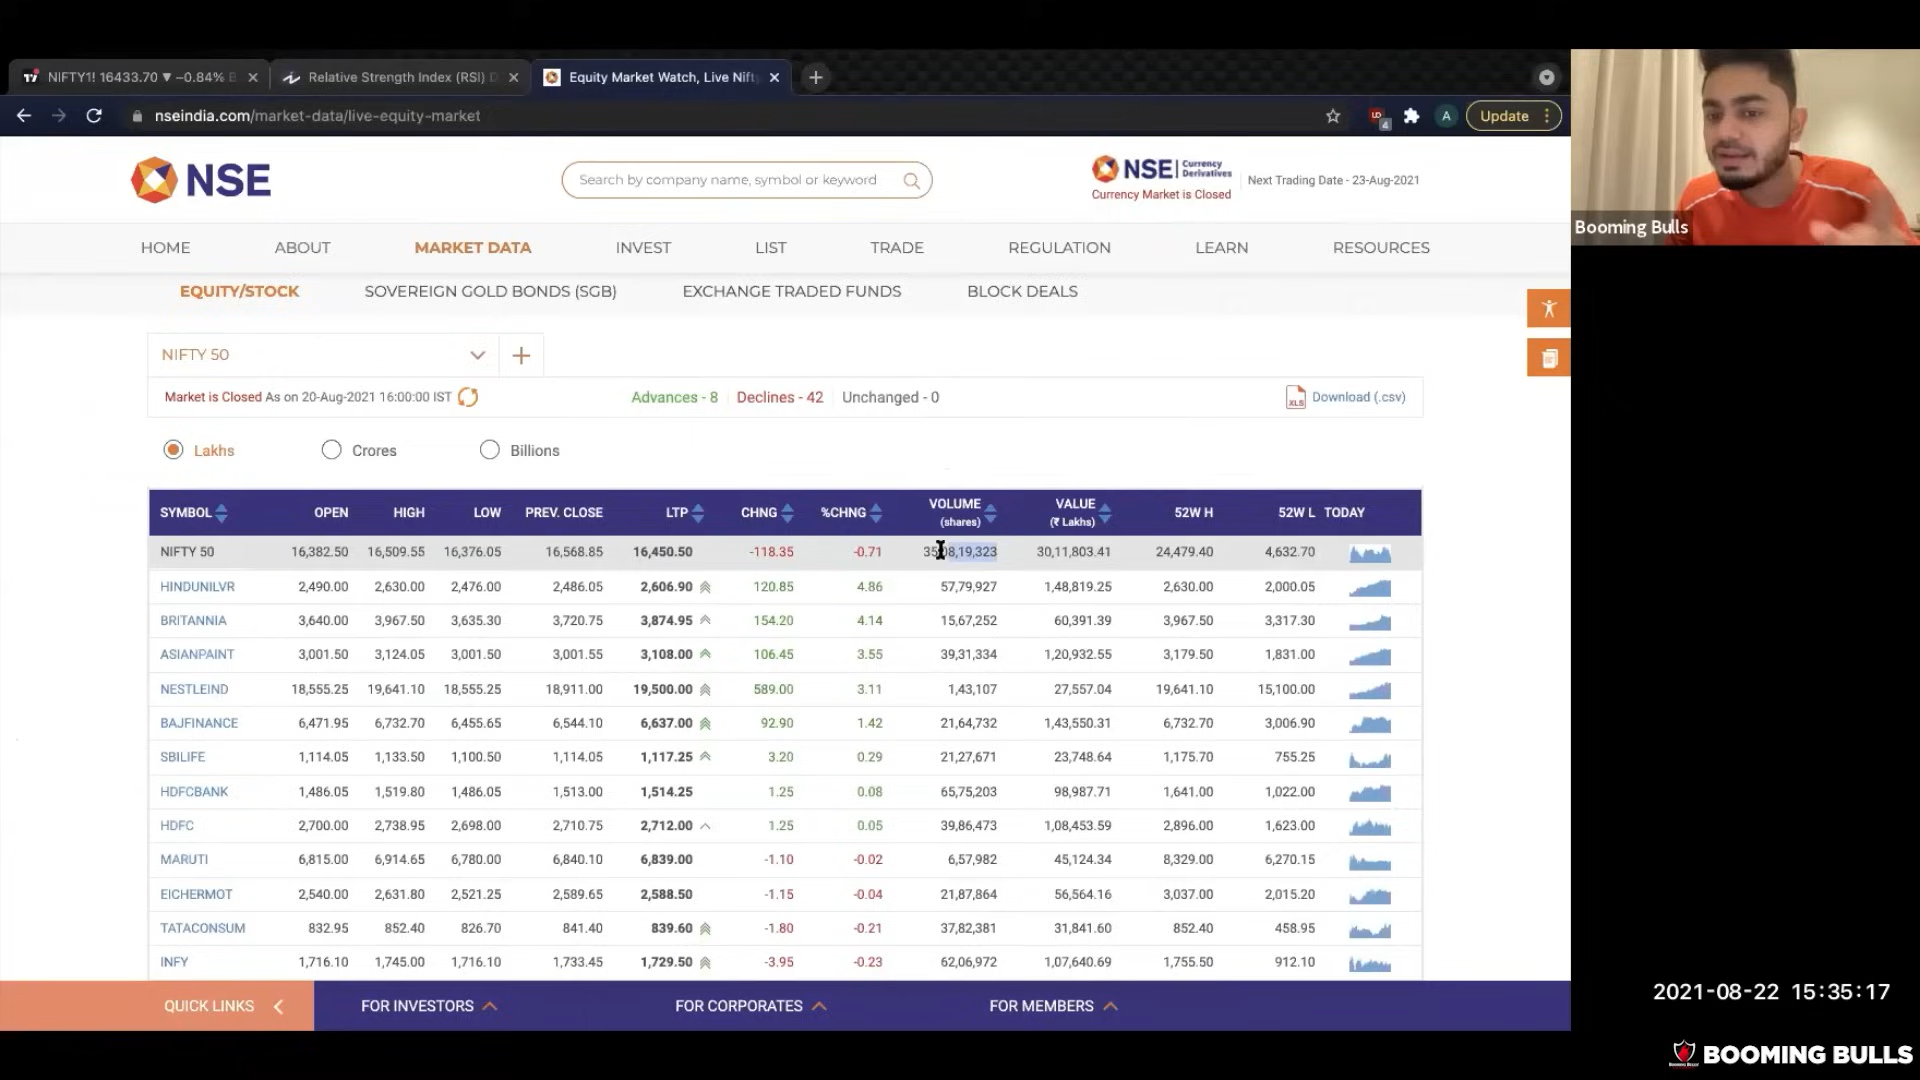 NIFTY1! 16433.70 ▼ −0.84%
Relative Strength Index (RSI)
Equity Market Watch, Live Nift
nseindia.com/market-data/live-equity-market
4
A
Update
NSE
Search by company name, symbol or keyword
NSE Currency Derivatives
Currency Market is Closed
Next Trading Date - 23-Aug-2021
Booming Bulls
HOME ABOUT MARKET DATA INVEST LIST TRADE REGULATION LEARN RESOURCES
EQUITY/STOCK SOVEREIGN GOLD BONDS (SGB) EXCHANGE TRADED FUNDS BLOCK DEALS
NIFTY 50
Market is Closed As on 20-Aug-2021 16:00:00 IST Advances - 8 Declines - 42 Unchanged - 0 XLS Download (.csv)
Lakhs Crores Billions
SYMBOL OPEN HIGH LOW PREV. CLOSE LTP CHNG %CHNG VOLUME (shares) VALUE (₹ Lakhs) 52W H 52W L TODAY
NIFTY 50 16,382.50 16,509.55 16,376.05 16,568.85 16,450.50 -118.35 -0.71 35,08,19,323 30,11,803.41 24,479.40 4,632.70
HINDUNILVR 2,490.00 2,630.00 2,476.00 2,486.05 2,606.90 120.85 4.86 57,79,927 1,48,819.25 2,630.00 2,000.05
BRITANNIA 3,640.00 3,967.50 3,635.30 3,720.75 3,874.95 154.20 4.14 15,67,252 60,391.39 3,967.50 3,317.30
ASIANPAINT 3,001.50 3,124.05 3,001.50 3,001.55 3,108.00 106.45 3.55 39,31,334 1,20,932.55 3,179.50 1,831.00
NESTLEIND 18,555.25 19,641.10 18,555.25 18,911.00 19,500.00 589.00 3.11 1,43,107 27,557.04 19,641.10 15,100.00
BAJFINANCE 6,471.95 6,732.70 6,455.65 6,544.10 6,637.00 92.90 1.42 21,64,732 1,43,550.31 6,732.70 3,006.90
SBILIFE 1,114.05 1,133.50 1,100.50 1,114.05 1,117.25 3.20 0.29 21,27,671 23,748.64 1,175.70 755.25
HDFCBANK 1,486.05 1,519.80 1,486.05 1,513.00 1,514.25 1.25 0.08 65,75,203 98,987.71 1,641.00 1,022.00
HDFC 2,700.00 2,738.95 2,698.00 2,710.75 2,712.00 1.25 0.05 39,86,473 1,08,453.59 2,896.00 1,623.00
MARUTI 6,815.00 6,914.65 6,780.00 6,840.10 6,839.00 -1.10 -0.02 6,57,982 45,124.34 8,329.00 6,270.15
EICHERMOT 2,540.00 2,631.80 2,521.25 2,589.65 2,588.50 -1.15 -0.04 21,87,864 56,564.16 3,037.00 2,015.20
TATACONSUM 832.95 852.40 826.70 841.40 839.60 -1.80 -0.21 37,82,381 31,841.60 852.40 458.95
INFY 1,716.10 1,745.00 1,716.10 1,733.45 1,729.50 -3.95 -0.23 62,06,972 1,07,640.69 1,755.50 912.10
QUICK LINKS FOR INVESTORS FOR CORPORATES FOR MEMBERS
2021-08-22 15:35:17
BOOMING BULLS